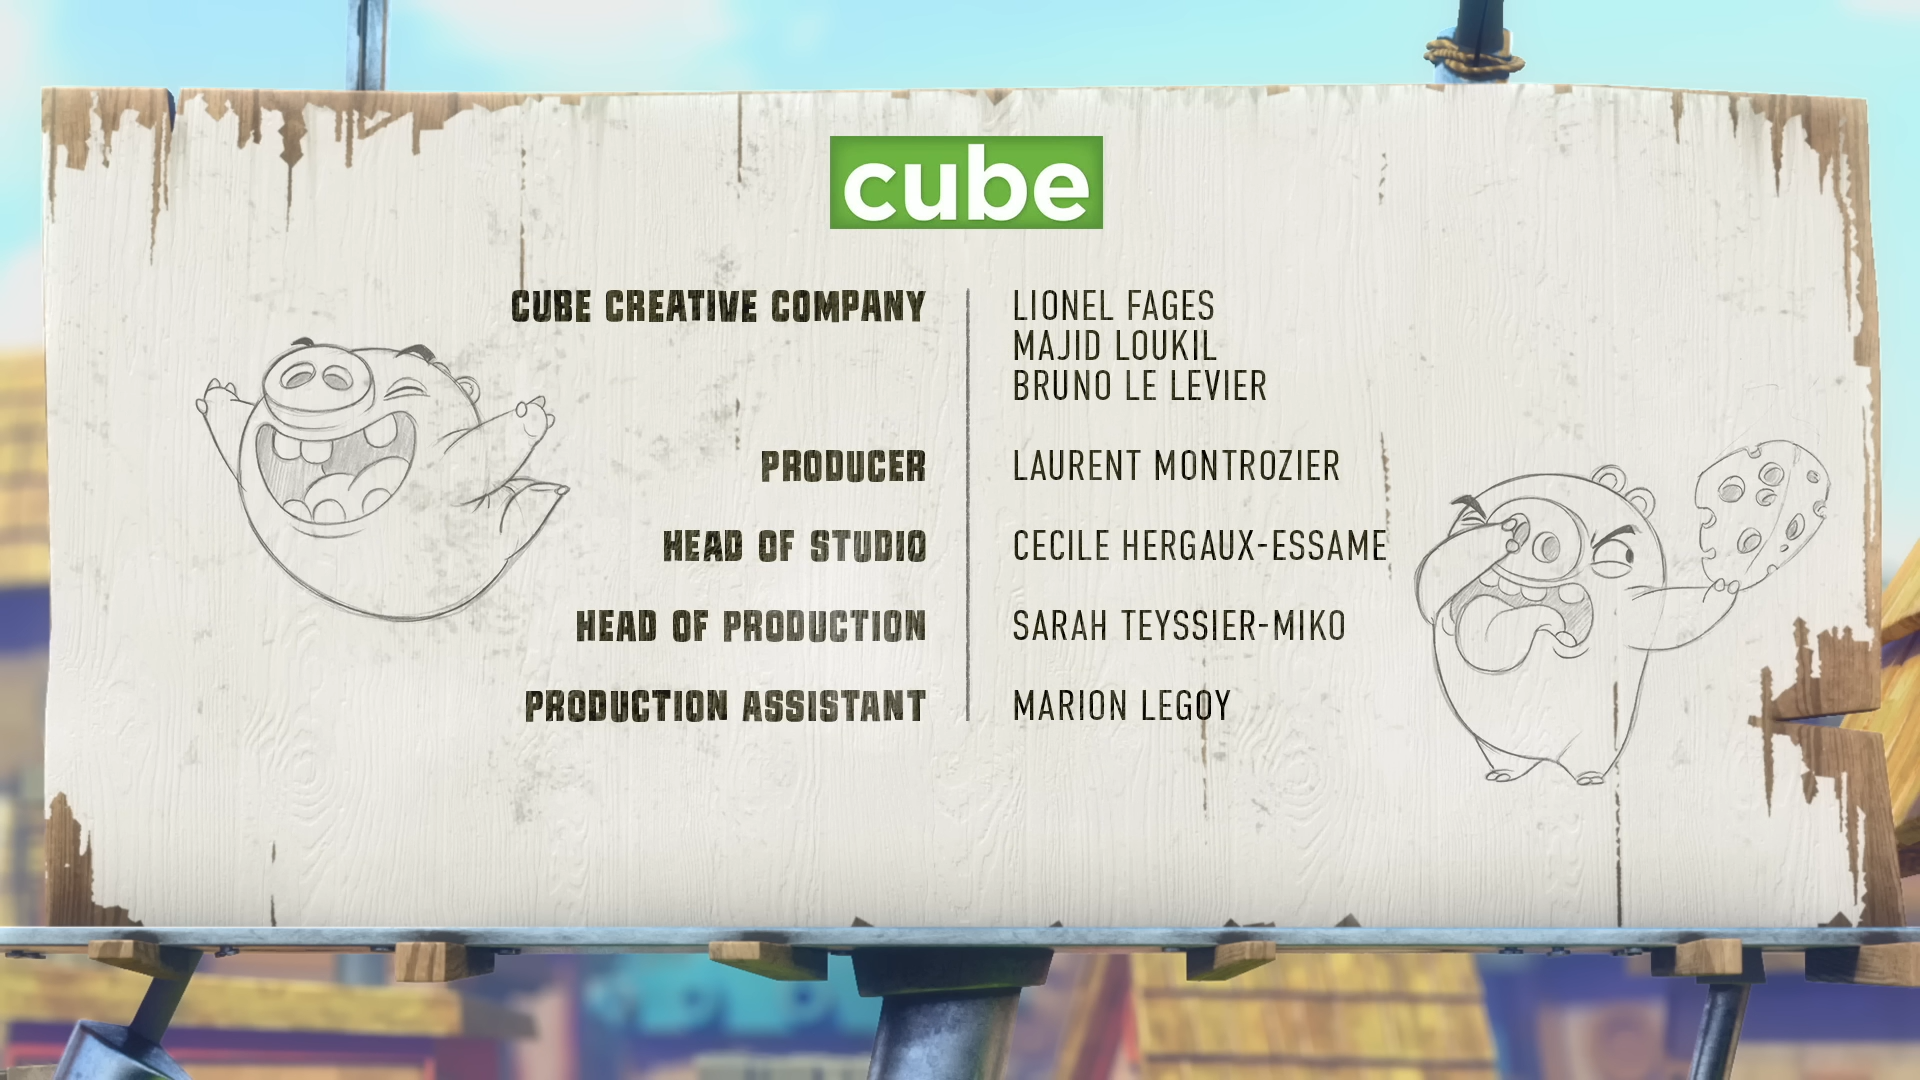 cube
CUBE CREATIVE COMPANY LIONEL FAGES
MAJID LOUKIL
BRUNO LE LEVIER
PRODUCER LAURENT MONTROZIER
HEAD OF STUDIO CECILE HERGAUX-ESSAME
HEAD OF PRODUCTION SARAH TEYSSIER-MIKO
PRODUCTION ASSISTANT MARION LEGOY